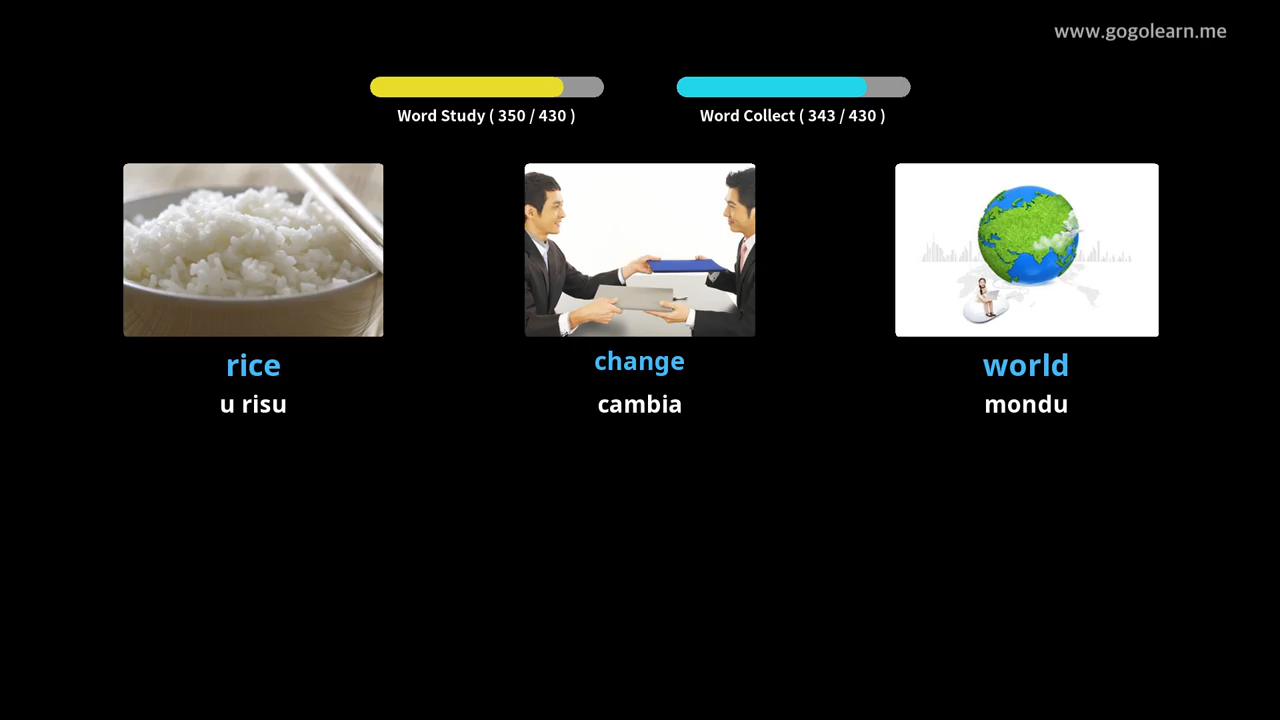 www.gogolearn.me
Word Study ( 350 / 430 )
Word Collect ( 343 / 430 )
rice
change
world
u risu
cambia
mondu